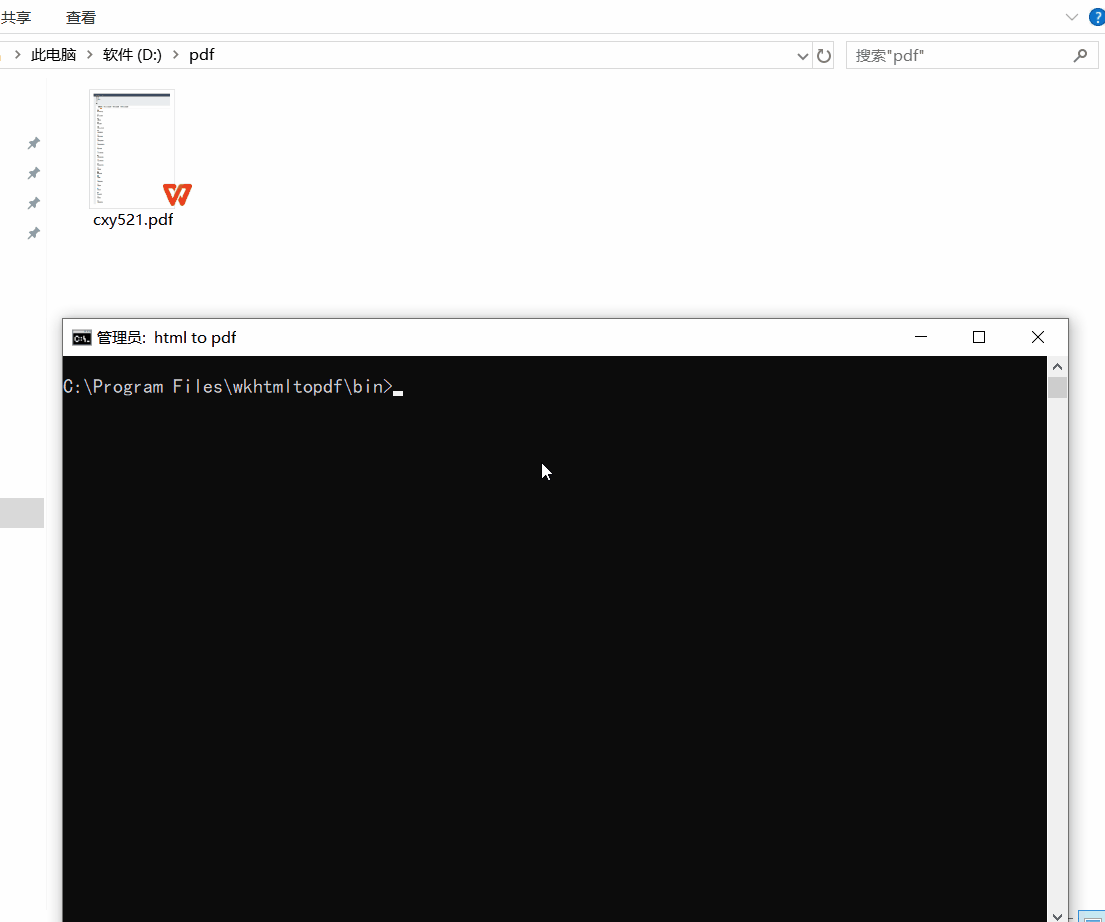 共享 查看
此电脑 > 软件 (D:) > pdf
搜索"pdf"
cxy521.pdf
管理员: html to pdf
C:\Program Files\wkhtmltopdf\bin>